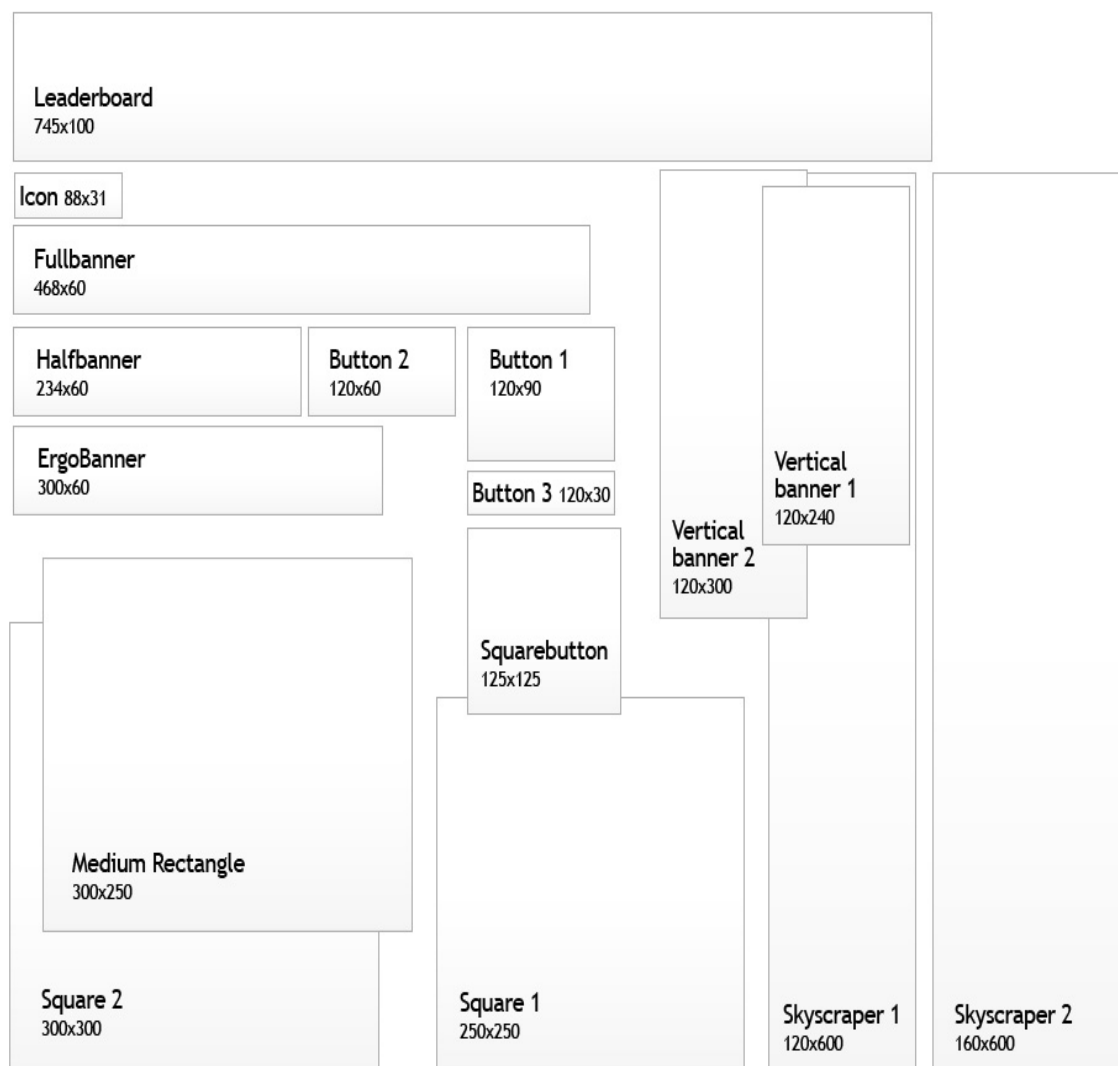 Leaderboard
745x100
Icon 88x31
Fullbanner
468x60
Halfbanner
234x60
Button 2
120x60
Button 1
120x90
ErgoBanner
300x60
Button 3 120x30
Vertical
banner 1
120x240
Vertical
banner 2
120x300
Squarebutton
125x125
Medium Rectangle
300x250
Square 2
300x300
Square 1
250x250
Skyscraper 1
120x600
Skyscraper 2
160x600